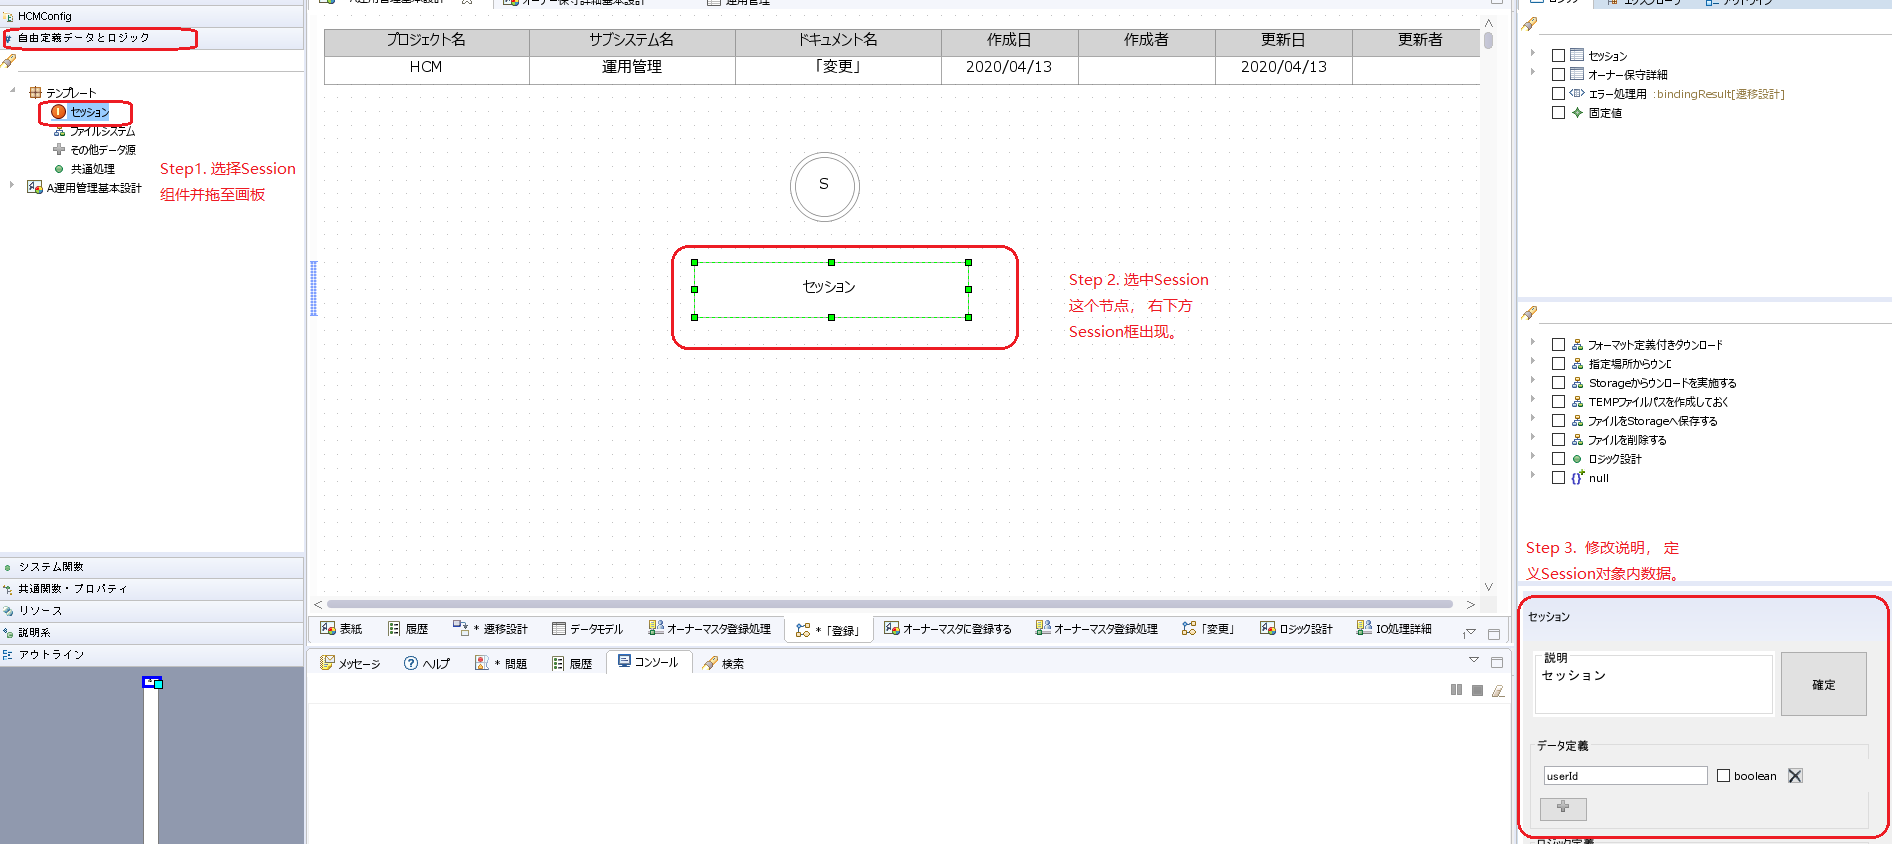 HCMConfig
自由定義データとロジック
テンプレート
セッション
ファイルシステム
その他データ源
共通処理
A運用管理基本設計
Step1. 选择Session
组件并拖至画板
システム関数
共通関数・プロパティ
リソース
説明系
アウトライン
プロジェクト名 サブシステム名 ドキュメント名 作成日 作成者 更新日 更新者
HCM 運用管理 「変更」 2020/04/13 2020/04/13
S
セッション
Step 2. 选中Session
这个节点， 右下方
Session框出现。
表紙 履歴 * 遷移設計 データモデル オーナーマスタ登録処理 * 「登録」 オーナーマスタに登録する オーナーマスタ登録処理 「変更」 ロジック設計 IO処理詳細
メッセージ ヘルプ * 問題 履歴 コンソール 検索
セッション
オーナー保守詳細
エラー処理用 :bindingResult[遷移設計]
固定値
フォーマット定義付きダウンロード
指定場所からウンロ
Storageからウンロードを実施する
TEMPファイルパスを作成しておく
ファイルをStorageへ保存する
ファイルを削除する
ロジック設計
null
Step 3. 修改说明， 定
义Session对象内数据。
セッション
説明
セッション
確定
データ定義
userId boolean